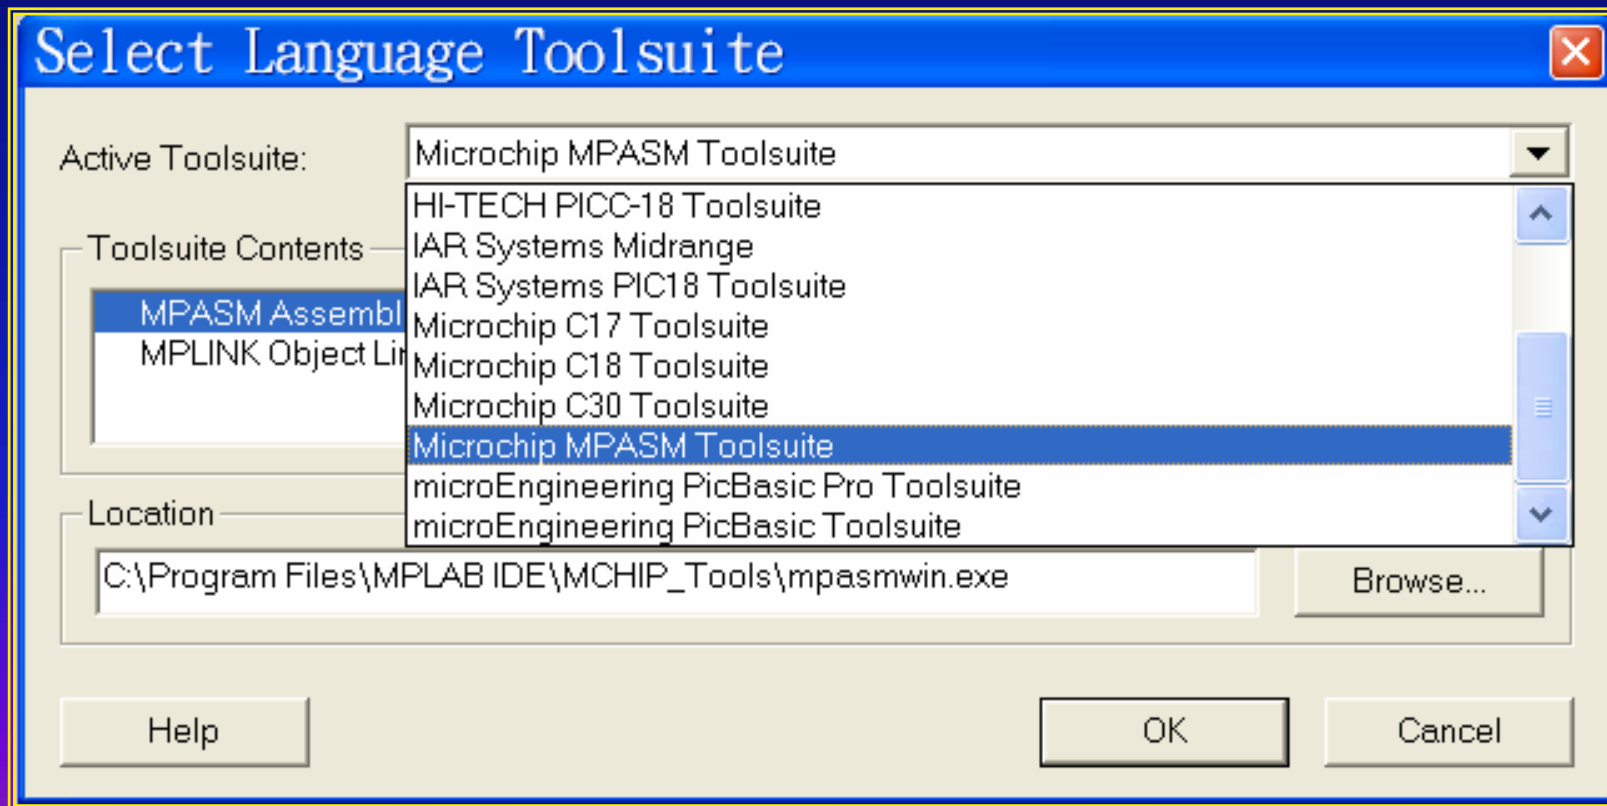 Select Language Toolsuite
Active Toolsuite:
Microchip MPASM Toolsuite
HI-TECH PICC-18 Toolsuite
IAR Systems Midrange
IAR Systems PIC18 Toolsuite
Microchip C17 Toolsuite
Microchip C18 Toolsuite
Microchip C30 Toolsuite
Microchip MPASM Toolsuite
microEngineering PicBasic Pro Toolsuite
microEngineering PicBasic Toolsuite
Toolsuite Contents
MPASM Assembl
MPLINK Object Lin
Location
C:\Program Files\MPLAB IDE\MCHIP_Tools\mpasmwin.exe
Browse...
Help
OK
Cancel